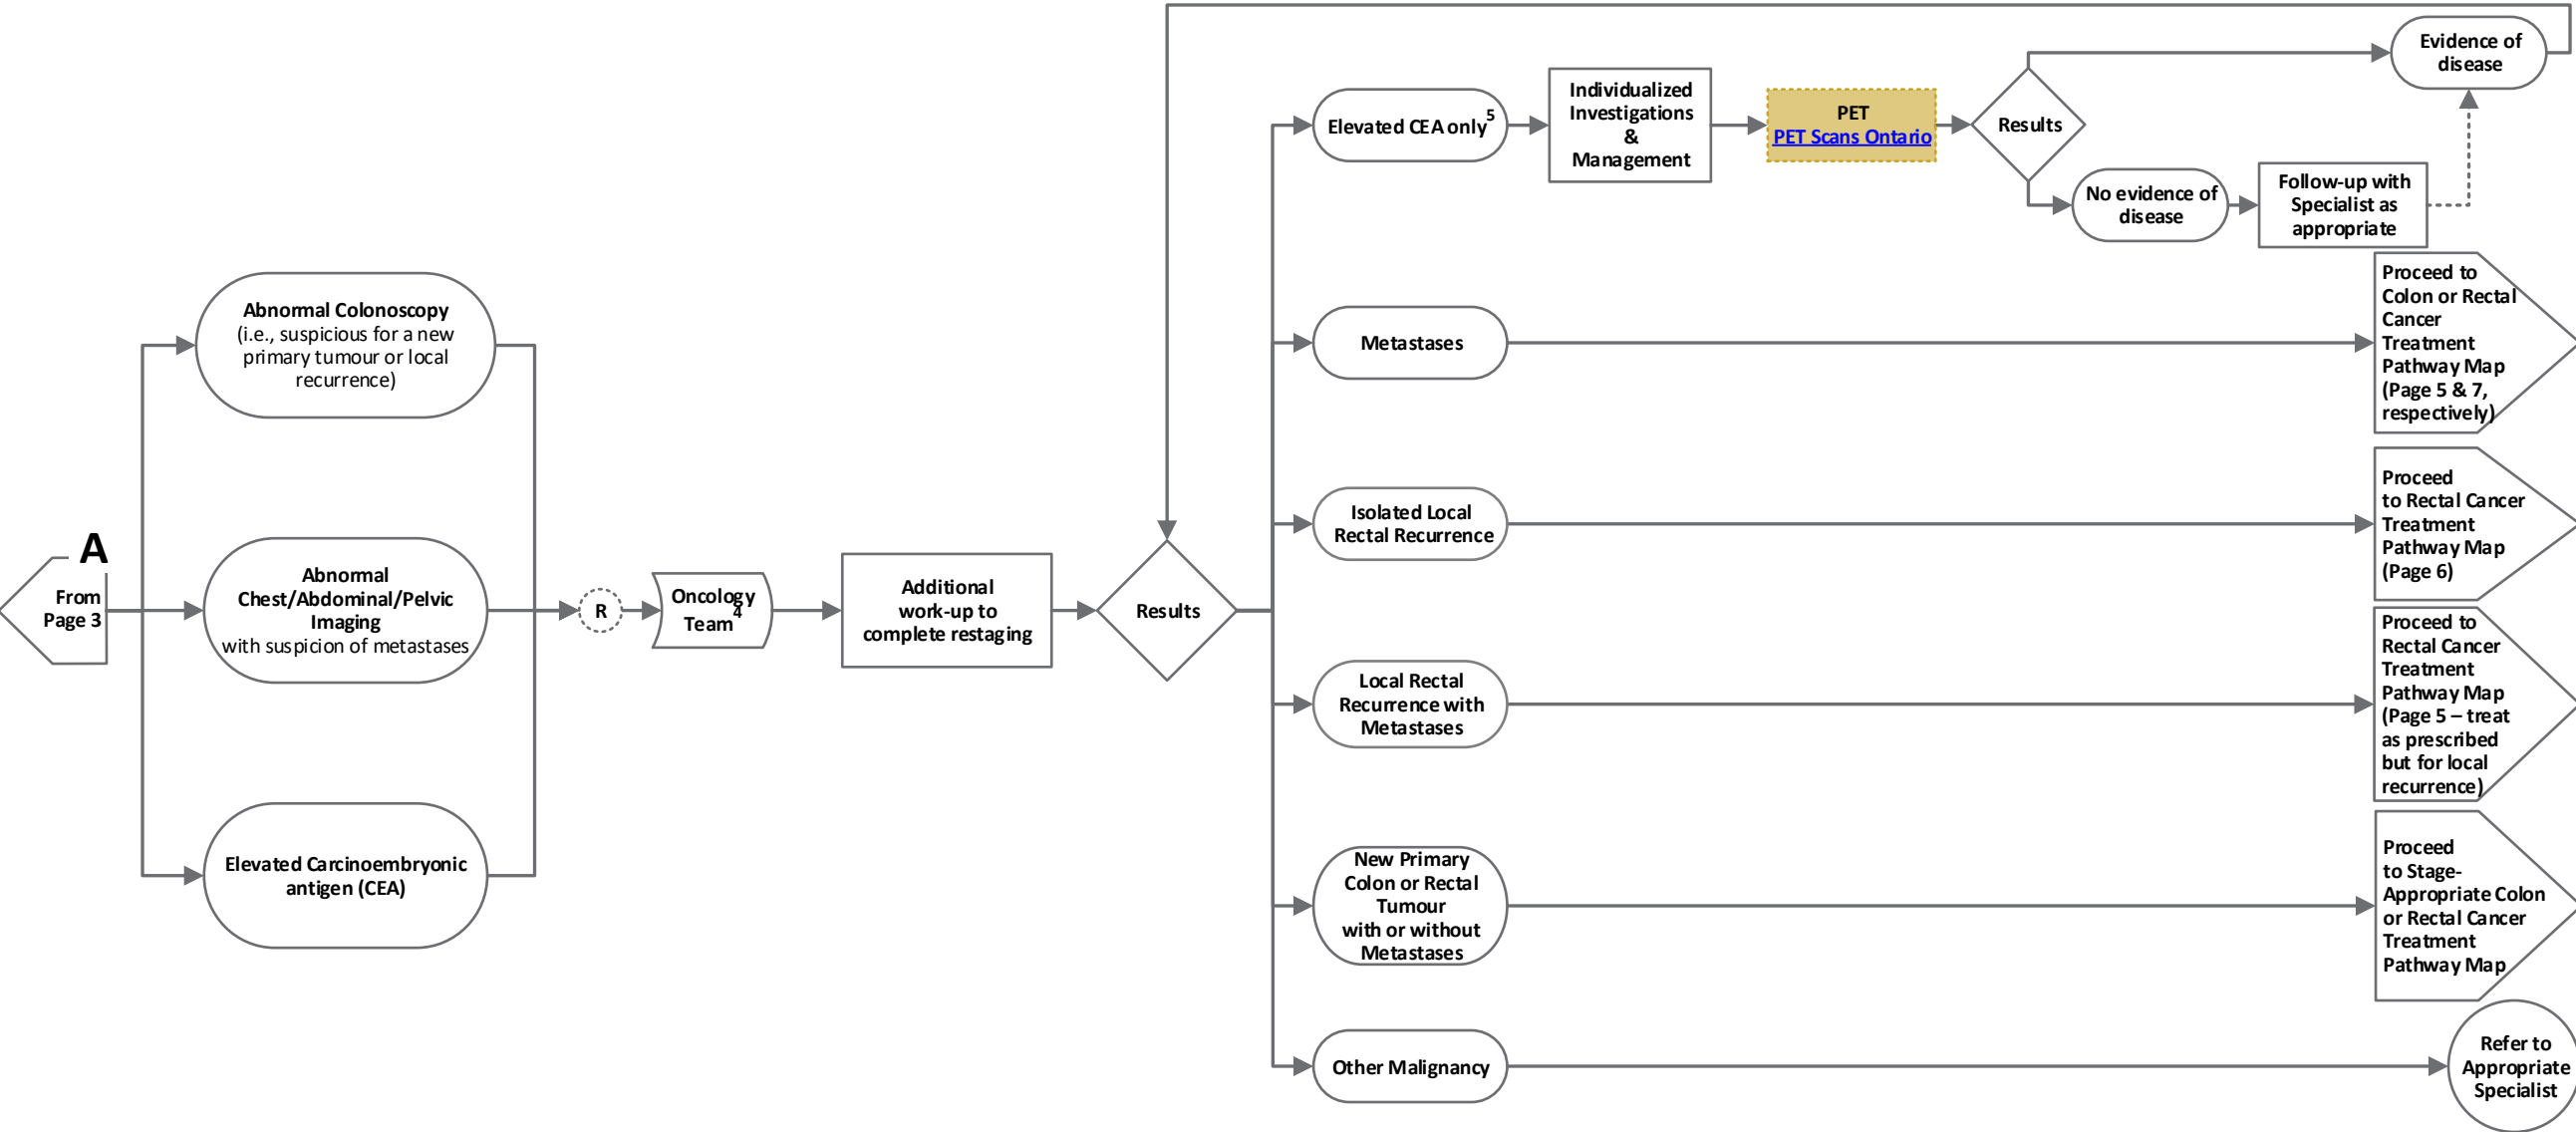 A
From
Page 3
Abnormal Colonoscopy
(i.e., suspicious for a new
primary tumour or local
recurrence)
Abnormal
Chest/Abdominal/Pelvic
Imaging
with suspicion of metastases
Elevated Carcinoembryonic
antigen (CEA)
R
Oncology
Team4
Additional
work-up to
complete restaging
Results
Elevated CEA only5
Individualized
Investigations
&
Management
PET
PET Scans Ontario
Results
Evidence of
disease
No evidence of
disease
Follow-up with
Specialist as
appropriate
Metastases
Proceed to
Colon or Rectal
Cancer
Treatment
Pathway Map
(Page 5 & 7,
respectively)
Isolated Local
Rectal Recurrence
Proceed
to Rectal Cancer
Treatment
Pathway Map
(Page 6)
Local Rectal
Recurrence with
Metastases
Proceed to
Rectal Cancer
Treatment
Pathway Map
(Page 5 – treat
as prescribed
but for local
recurrence)
New Primary
Colon or Rectal
Tumour
with or without
Metastases
Proceed
to Stage-
Appropriate Colon
or Rectal Cancer
Treatment
Pathway Map
Other Malignancy
Refer to
Appropriate
Specialist